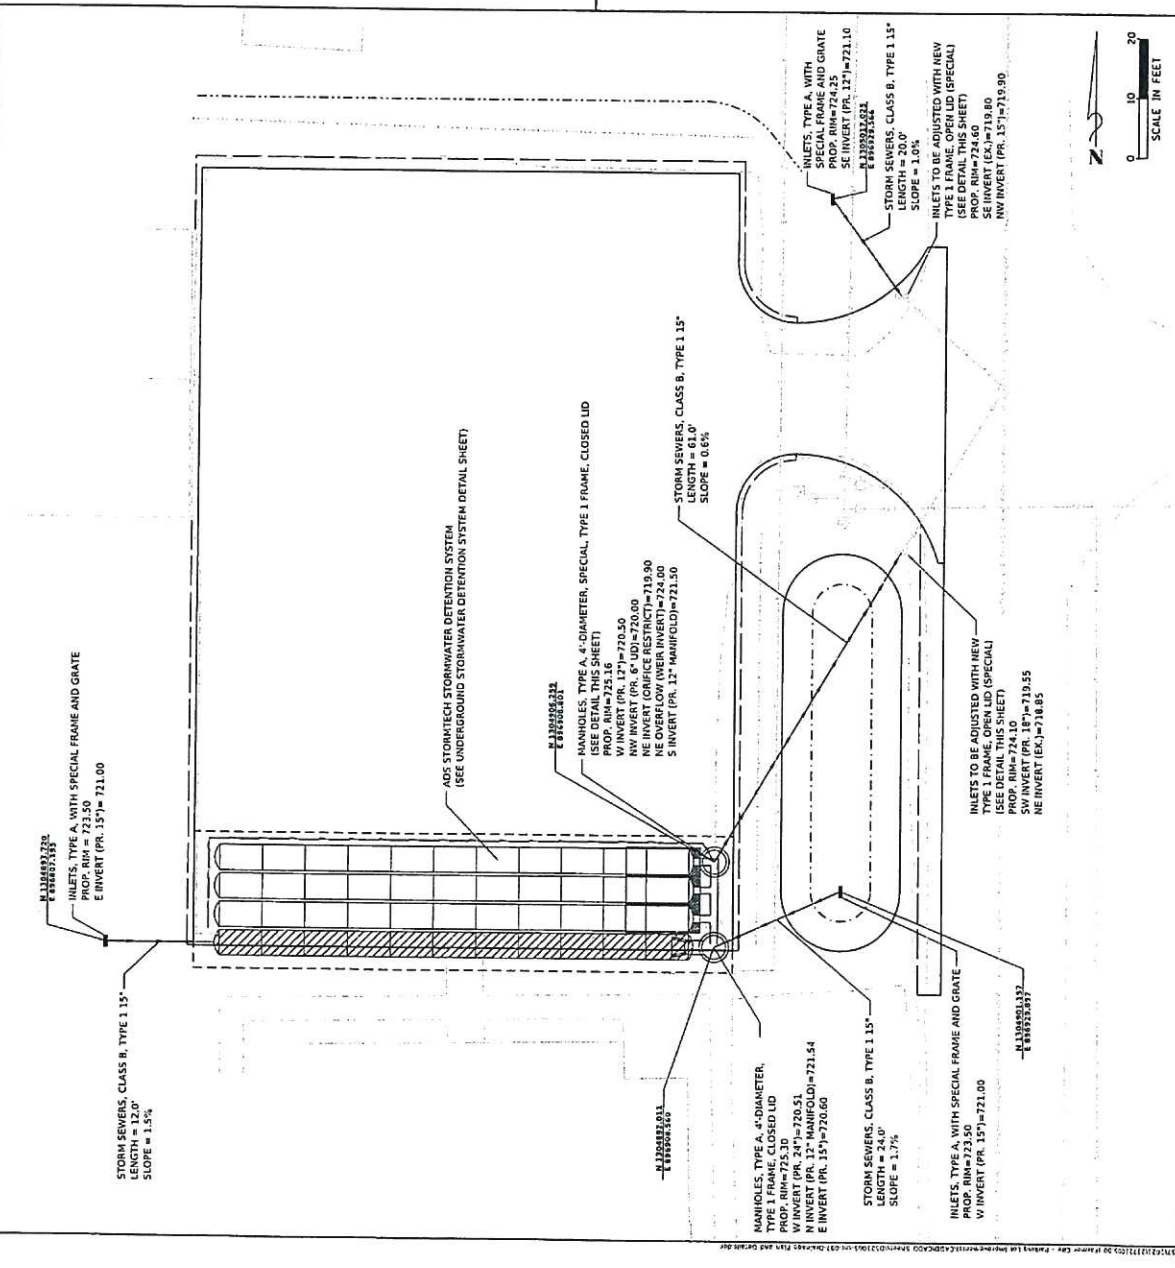 INLETS, TYPE A, WITH
SPECIAL FRAME AND GRATE
PROP. RIM=724.25
SE INVERT (PR. 12")=721.10
STORM SEWERS, CLASS B, TYPE 1 15"
LENGTH = 20.0'
SLOPE = 1.0%
INLETS TO BE ADJUSTED WITH NEW
TYPE 1 FRAME, OPEN LID (SPECIAL)
(SEE DETAIL THIS SHEET)
PROP. RIM=724.60
SE INVERT (EX.)=719.80
NW INVERT (PR. 15")=719.90
N
0 10 20
SCALE IN FEET
STORM SEWERS, CLASS B, TYPE 1 15"
LENGTH = 61.0'
SLOPE = 0.6%
MANHOLES, TYPE A, 4'-DIAMETER, SPECIAL, TYPE 1 FRAME, CLOSED LID
(SEE DETAIL THIS SHEET)
PROP. RIM=725.16
W INVERT (PR. 12")=720.50
NW INVERT (PR. 6" UD)=720.00
NE INVERT (ORIFICE RESTRICT)=719.90
NE OVERFLOW (WEIR INVERT)=724.00
S INVERT (PR. 12" MANIFOLD)=721.50
ADS STORMTECH STORMWATER DETENTION SYSTEM
(SEE UNDERGROUND STORMWATER DETENTION SYSTEM DETAIL SHEET)
INLETS, TYPE A, WITH SPECIAL FRAME AND GRATE
PROP. RIM = 723.50
E INVERT (PR. 15")= 721.00
STORM SEWERS, CLASS B, TYPE 1 15"
LENGTH = 12.0'
SLOPE = 1.5%
INLETS TO BE ADJUSTED WITH NEW
TYPE 1 FRAME, OPEN LID (SPECIAL)
(SEE DETAIL THIS SHEET)
PROP. RIM=724.10
SW INVERT (PR. 18")=719.55
NE INVERT (EX.)=718.85
MANHOLES, TYPE A, 4'-DIAMETER,
TYPE 1 FRAME, CLOSED LID
PROP. RIM=725.30
W INVERT (PR. 24")=720.51
N INVERT (PR. 12" MANIFOLD)=721.54
E INVERT (PR. 15")=720.60
STORM SEWERS, CLASS B, TYPE 1 15"
LENGTH = 24.0'
SLOPE = 1.7%
INLETS, TYPE A, WITH SPECIAL FRAME AND GRATE
PROP. RIM=723.50
W INVERT (PR. 15")=721.00